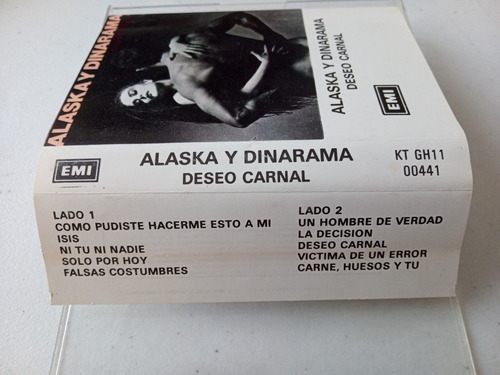 ALASKA Y DINARAMA
ALASKA Y DINARAMA
DESEO CARNAL
EMI
EMI
ALASKA Y DINARAMA
DESEO CARNAL
KT GH11
00441
LADO 1
COMO PUDISTE HACERME ESTO A MI
ISIS
NI TU NI NADIE
SOLO POR HOY
FALSAS COSTUMBRES
LADO 2
UN HOMBRE DE VERDAD
LA DECISION
DESEO CARNAL
VICTIMA DE UN ERROR
CARNE, HUESOS Y TU